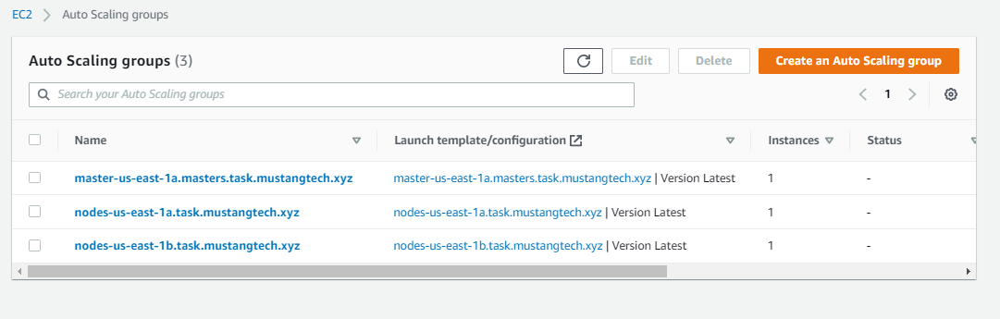 EC2 > Auto Scaling groups
Auto Scaling groups (3)
Edit
Delete
Create an Auto Scaling group
Search your Auto Scaling groups
1
Name Launch template/configuration Instances Status
master-us-east-1a.masters.task.mustangtech.xyz master-us-east-1a.masters.task.mustangtech.xyz | Version Latest 1 -
nodes-us-east-1a.task.mustangtech.xyz nodes-us-east-1a.task.mustangtech.xyz | Version Latest 1 -
nodes-us-east-1b.task.mustangtech.xyz nodes-us-east-1b.task.mustangtech.xyz | Version Latest 1 -